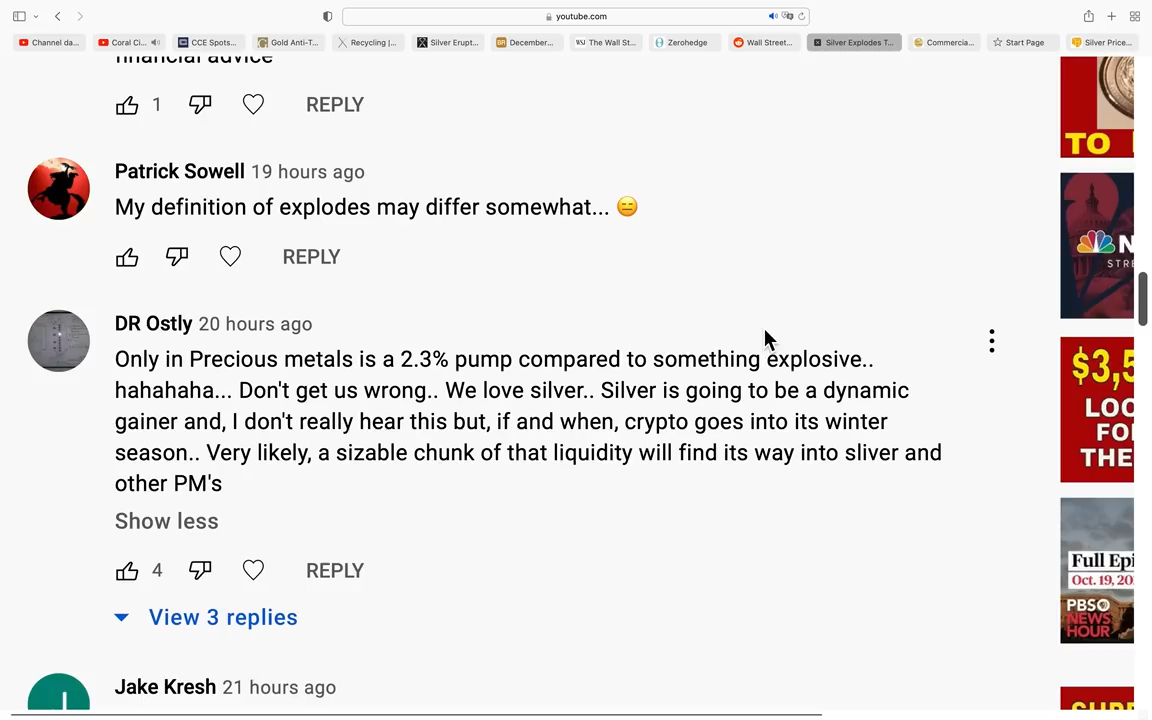 youtube.com
Channel da...
Coral Ci...
CCE Spots...
Gold Anti-T...
Recycling |...
Silver Erupt...
December...
WSJ
The Wall St...
Zerohedge
Wall Street...
Silver Explodes T...
Commercia...
Start Page
Silver Price...
financial advice
1
REPLY
TO
Patrick Sowell 19 hours ago
My definition of explodes may differ somewhat... 😑
REPLY
N
STRE
DR Ostly 20 hours ago
Only in Precious metals is a 2.3% pump compared to something explosive..
hahahaha... Don't get us wrong.. We love silver.. Silver is going to be a dynamic
gainer and, I don't really hear this but, if and when, crypto goes into its winter
season.. Very likely, a sizable chunk of that liquidity will find its way into sliver and
other PM's
Show less
4
REPLY
View 3 replies
$3,5
LOO
FO
THE
Full Epi
Oct. 19, 20
PBSO
NEWS
HOUR
Jake Kresh 21 hours ago
J